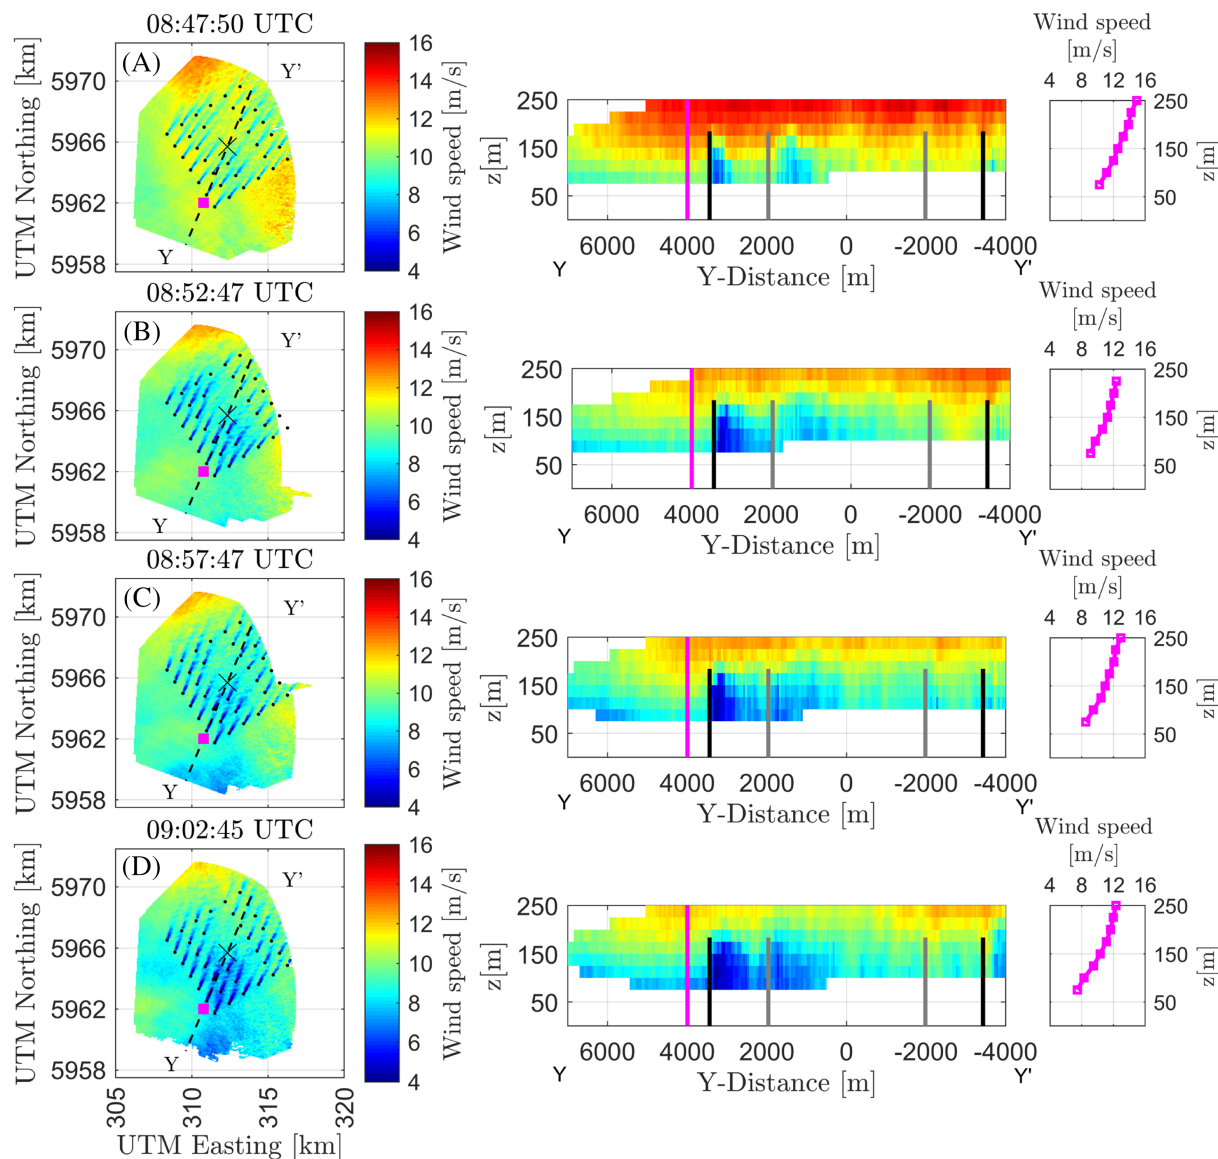 08:47:50 UTC
(A)
Y'
Y
UTM Northing [km]
5970
5966
5962
5958
16
14
12
10
8
6
4
Wind speed [m/s]
250
150
50
z[m]
6000 4000 2000 0 -2000 -4000
Y Y-Distance [m] Y'
Wind speed
[m/s]
4 8 12 16
250
150
50
z[m]
08:52:47 UTC
(B)
Y'
Y
UTM Northing [km]
5970
5966
5962
5958
16
14
12
10
8
6
4
Wind speed [m/s]
250
150
50
z[m]
6000 4000 2000 0 -2000 -4000
Y Y-Distance [m] Y'
Wind speed
[m/s]
4 8 12 16
250
150
50
z[m]
08:57:47 UTC
(C)
Y'
Y
UTM Northing [km]
5970
5966
5962
5958
16
14
12
10
8
6
4
Wind speed [m/s]
250
150
50
z[m]
6000 4000 2000 0 -2000 -4000
Y Y-Distance [m] Y'
Wind speed
[m/s]
4 8 12 16
250
150
50
z[m]
09:02:45 UTC
(D)
Y'
Y
UTM Northing [km]
5970
5966
5962
5958
305 310 315 320
UTM Easting [km]
16
14
12
10
8
6
4
Wind speed [m/s]
250
150
50
z[m]
6000 4000 2000 0 -2000 -4000
Y Y-Distance [m] Y'
Wind speed
[m/s]
4 8 12 16
250
150
50
z[m]